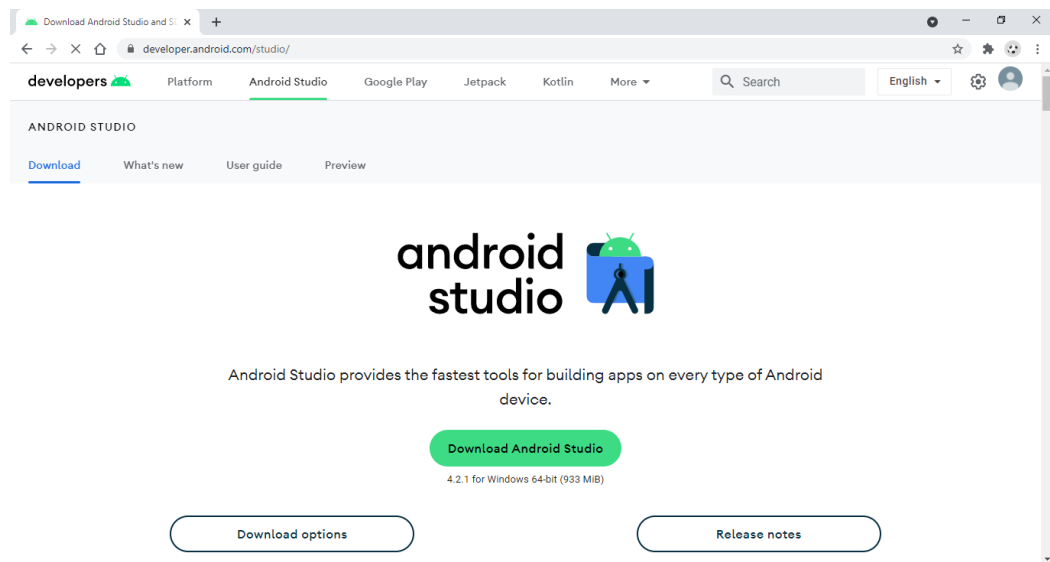 Download Android Studio and S
developer.android.com/studio/
developers Platform Android Studio Google Play Jetpack Kotlin More Search English
ANDROID STUDIO
Download What's new User guide Preview
android
studio
Android Studio provides the fastest tools for building apps on every type of Android
device.
Download Android Studio
4.2.1 for Windows 64-bit (933 MiB)
Download options Release notes